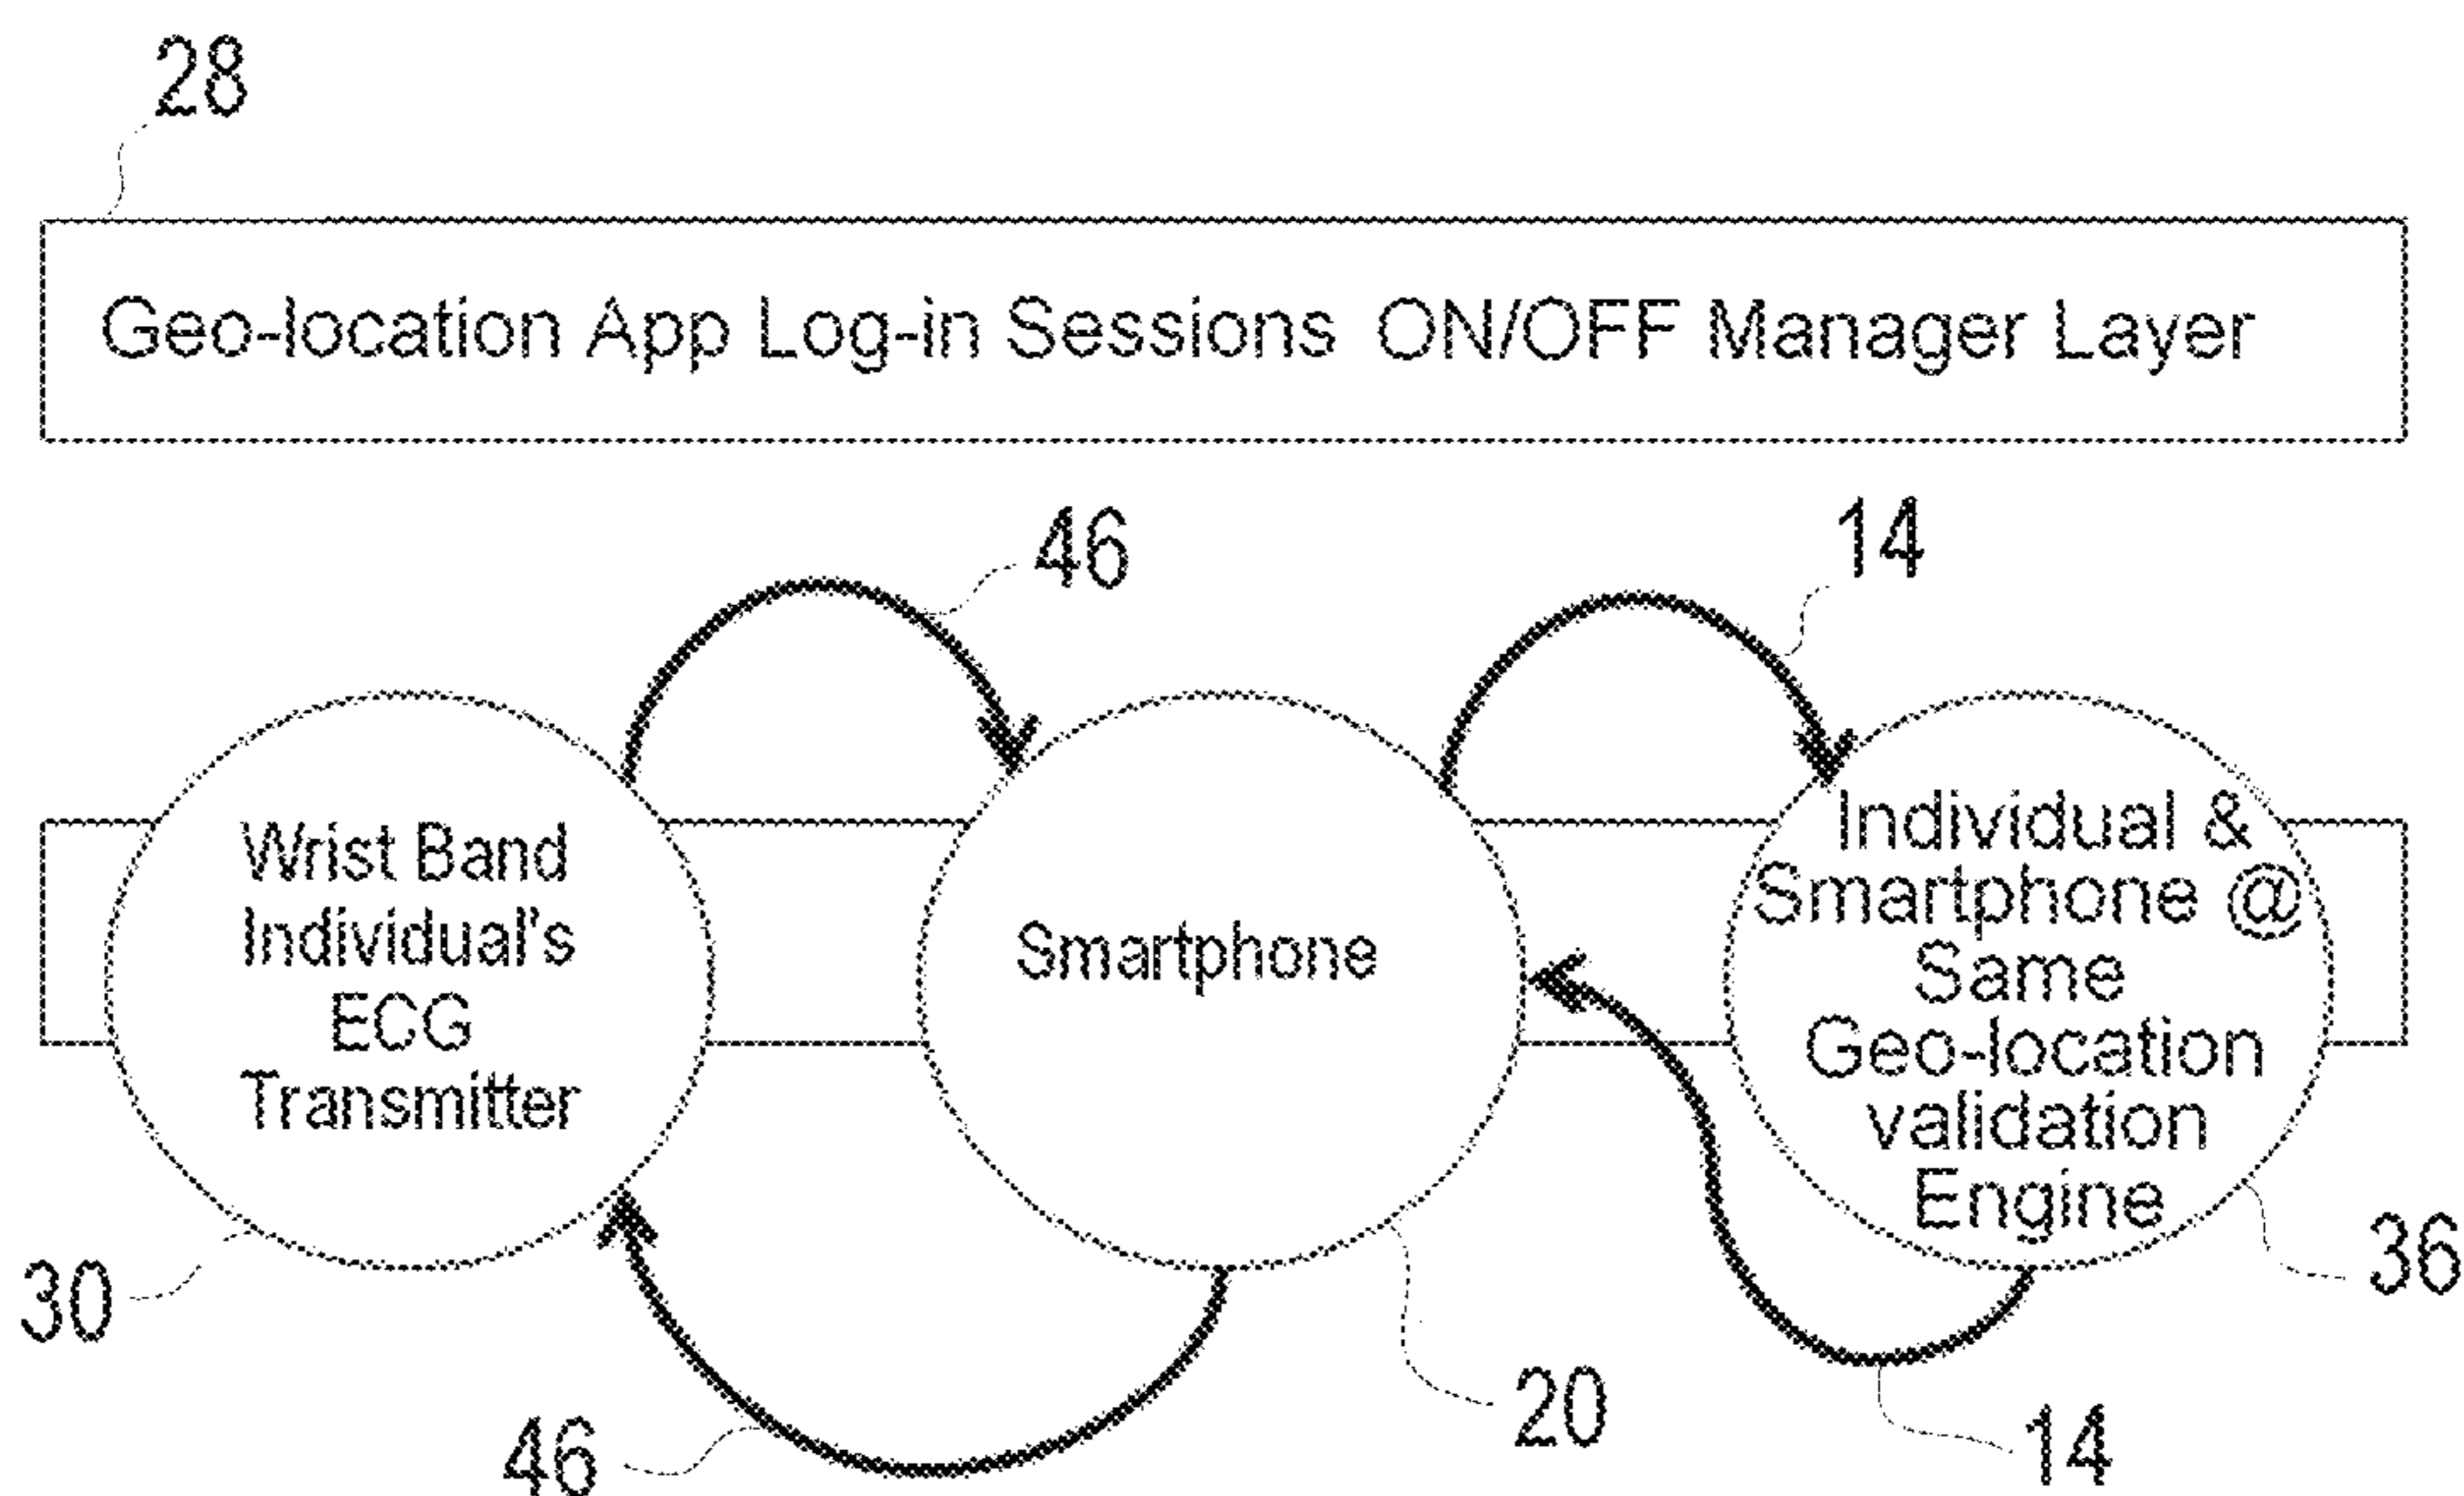 28
Geo-location App Log-in Sessions ON/OFF Manager Layer
46
14
Wrist Band
Individual's
ECG
Transmitter
Smartphone
Individual &
Smartphone @
Same
Geo-location
validation
Engine
30
36
20
46
14